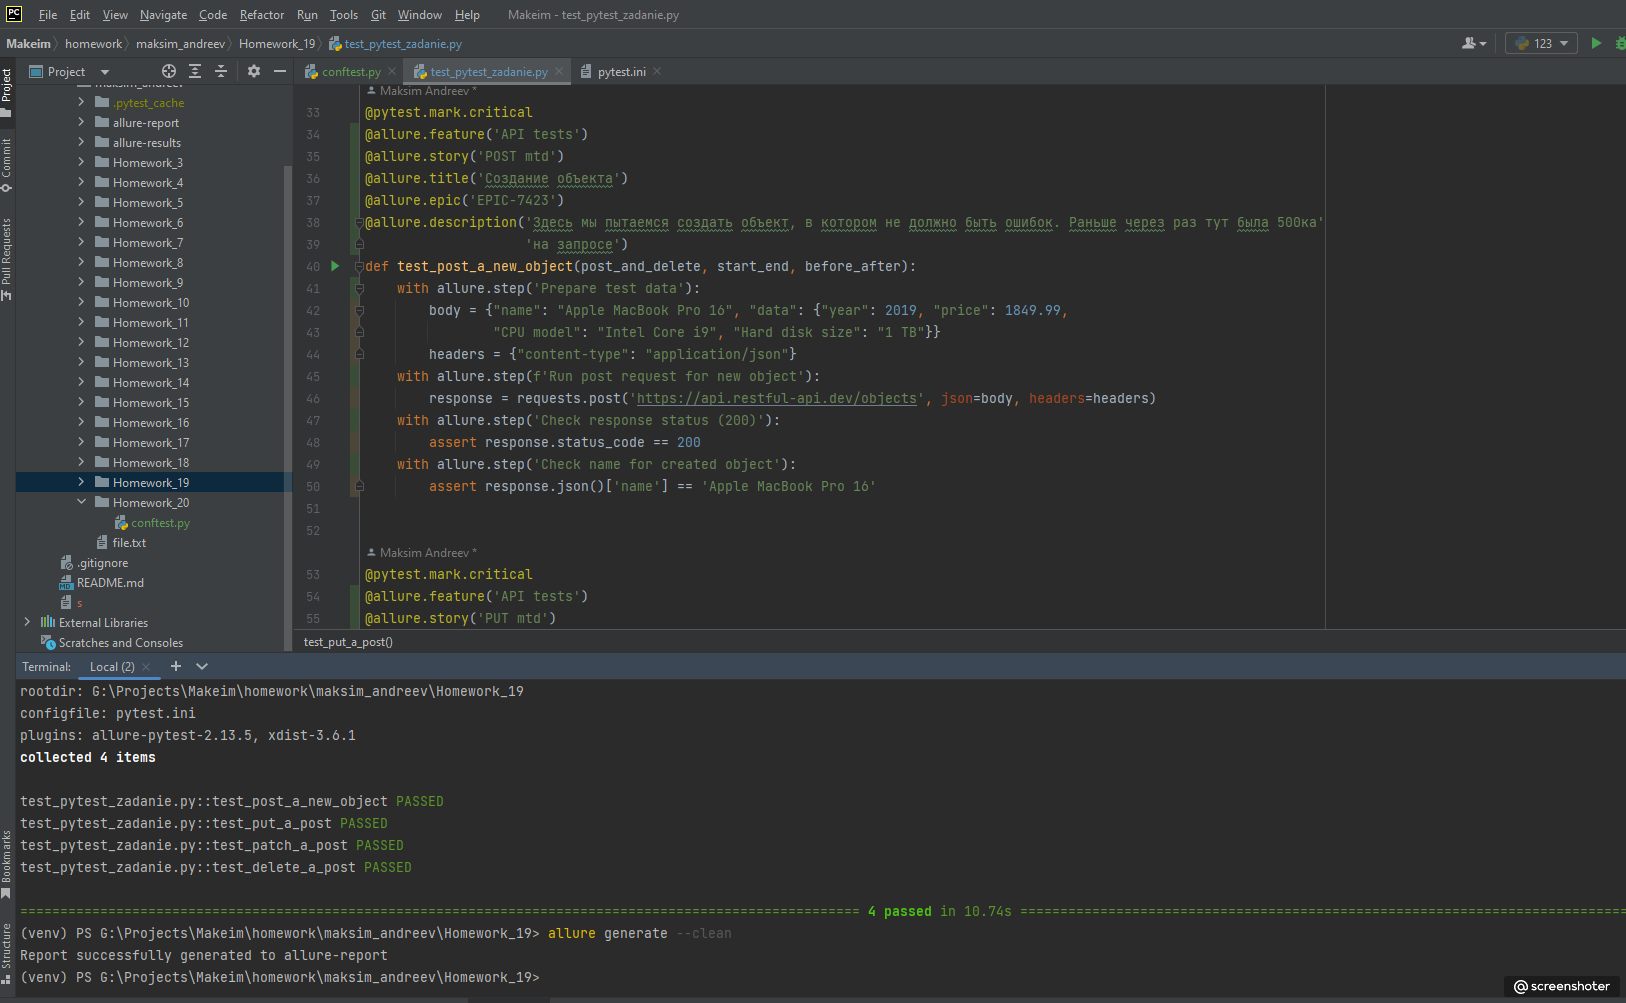 PC File Edit View Navigate Code Refactor Run Tools Git Window Help Makeim - test_pytest_zadanie.py
Makeim homework maksim_andreev Homework_19 test_pytest_zadanie.py 123
Project conftest.py test_pytest_zadanie.py pytest.ini
Project
Commit
Pull Requests
Bookmarks
Structure
maksim_andreev
.pytest_cache
allure-report
allure-results
Homework_3
Homework_4
Homework_5
Homework_6
Homework_7
Homework_8
Homework_9
Homework_10
Homework_11
Homework_12
Homework_13
Homework_14
Homework_15
Homework_16
Homework_17
Homework_18
Homework_19
Homework_20
conftest.py
file.txt
.gitignore
README.md
s
External Libraries
Scratches and Consoles
Maksim Andreev *
33 @pytest.mark.critical
34 @allure.feature('API tests')
35 @allure.story('POST mtd')
36 @allure.title('Создание объекта')
37 @allure.epic('EPIC-7423')
38 @allure.description('Здесь мы пытаемся создать объект, в котором не должно быть ошибок. Раньше через раз тут была 500ка'
39 'на запросе')
40 def test_post_a_new_object(post_and_delete, start_end, before_after):
41 with allure.step('Prepare test data'):
42 body = {"name": "Apple MacBook Pro 16", "data": {"year": 2019, "price": 1849.99,
43 "CPU model": "Intel Core i9", "Hard disk size": "1 TB"}}
44 headers = {"content-type": "application/json"}
45 with allure.step(f'Run post request for new object'):
46 response = requests.post('https://api.restful-api.dev/objects', json=body, headers=headers)
47 with allure.step('Check response status (200)'):
48 assert response.status_code == 200
49 with allure.step('Check name for created object'):
50 assert response.json()['name'] == 'Apple MacBook Pro 16'
51
52
Maksim Andreev *
53 @pytest.mark.critical
54 @allure.feature('API tests')
55 @allure.story('PUT mtd')
test_put_a_post()
Terminal: Local (2)
rootdir: G:\Projects\Makeim\homework\maksim_andreev\Homework_19
configfile: pytest.ini
plugins: allure-pytest-2.13.5, xdist-3.6.1
collected 4 items
test_pytest_zadanie.py::test_post_a_new_object PASSED
test_pytest_zadanie.py::test_put_a_post PASSED
test_pytest_zadanie.py::test_patch_a_post PASSED
test_pytest_zadanie.py::test_delete_a_post PASSED
4 passed in 10.74s
(venv) PS G:\Projects\Makeim\homework\maksim_andreev\Homework_19> allure generate --clean
Report successfully generated to allure-report
(venv) PS G:\Projects\Makeim\homework\maksim_andreev\Homework_19>
@screenshoter